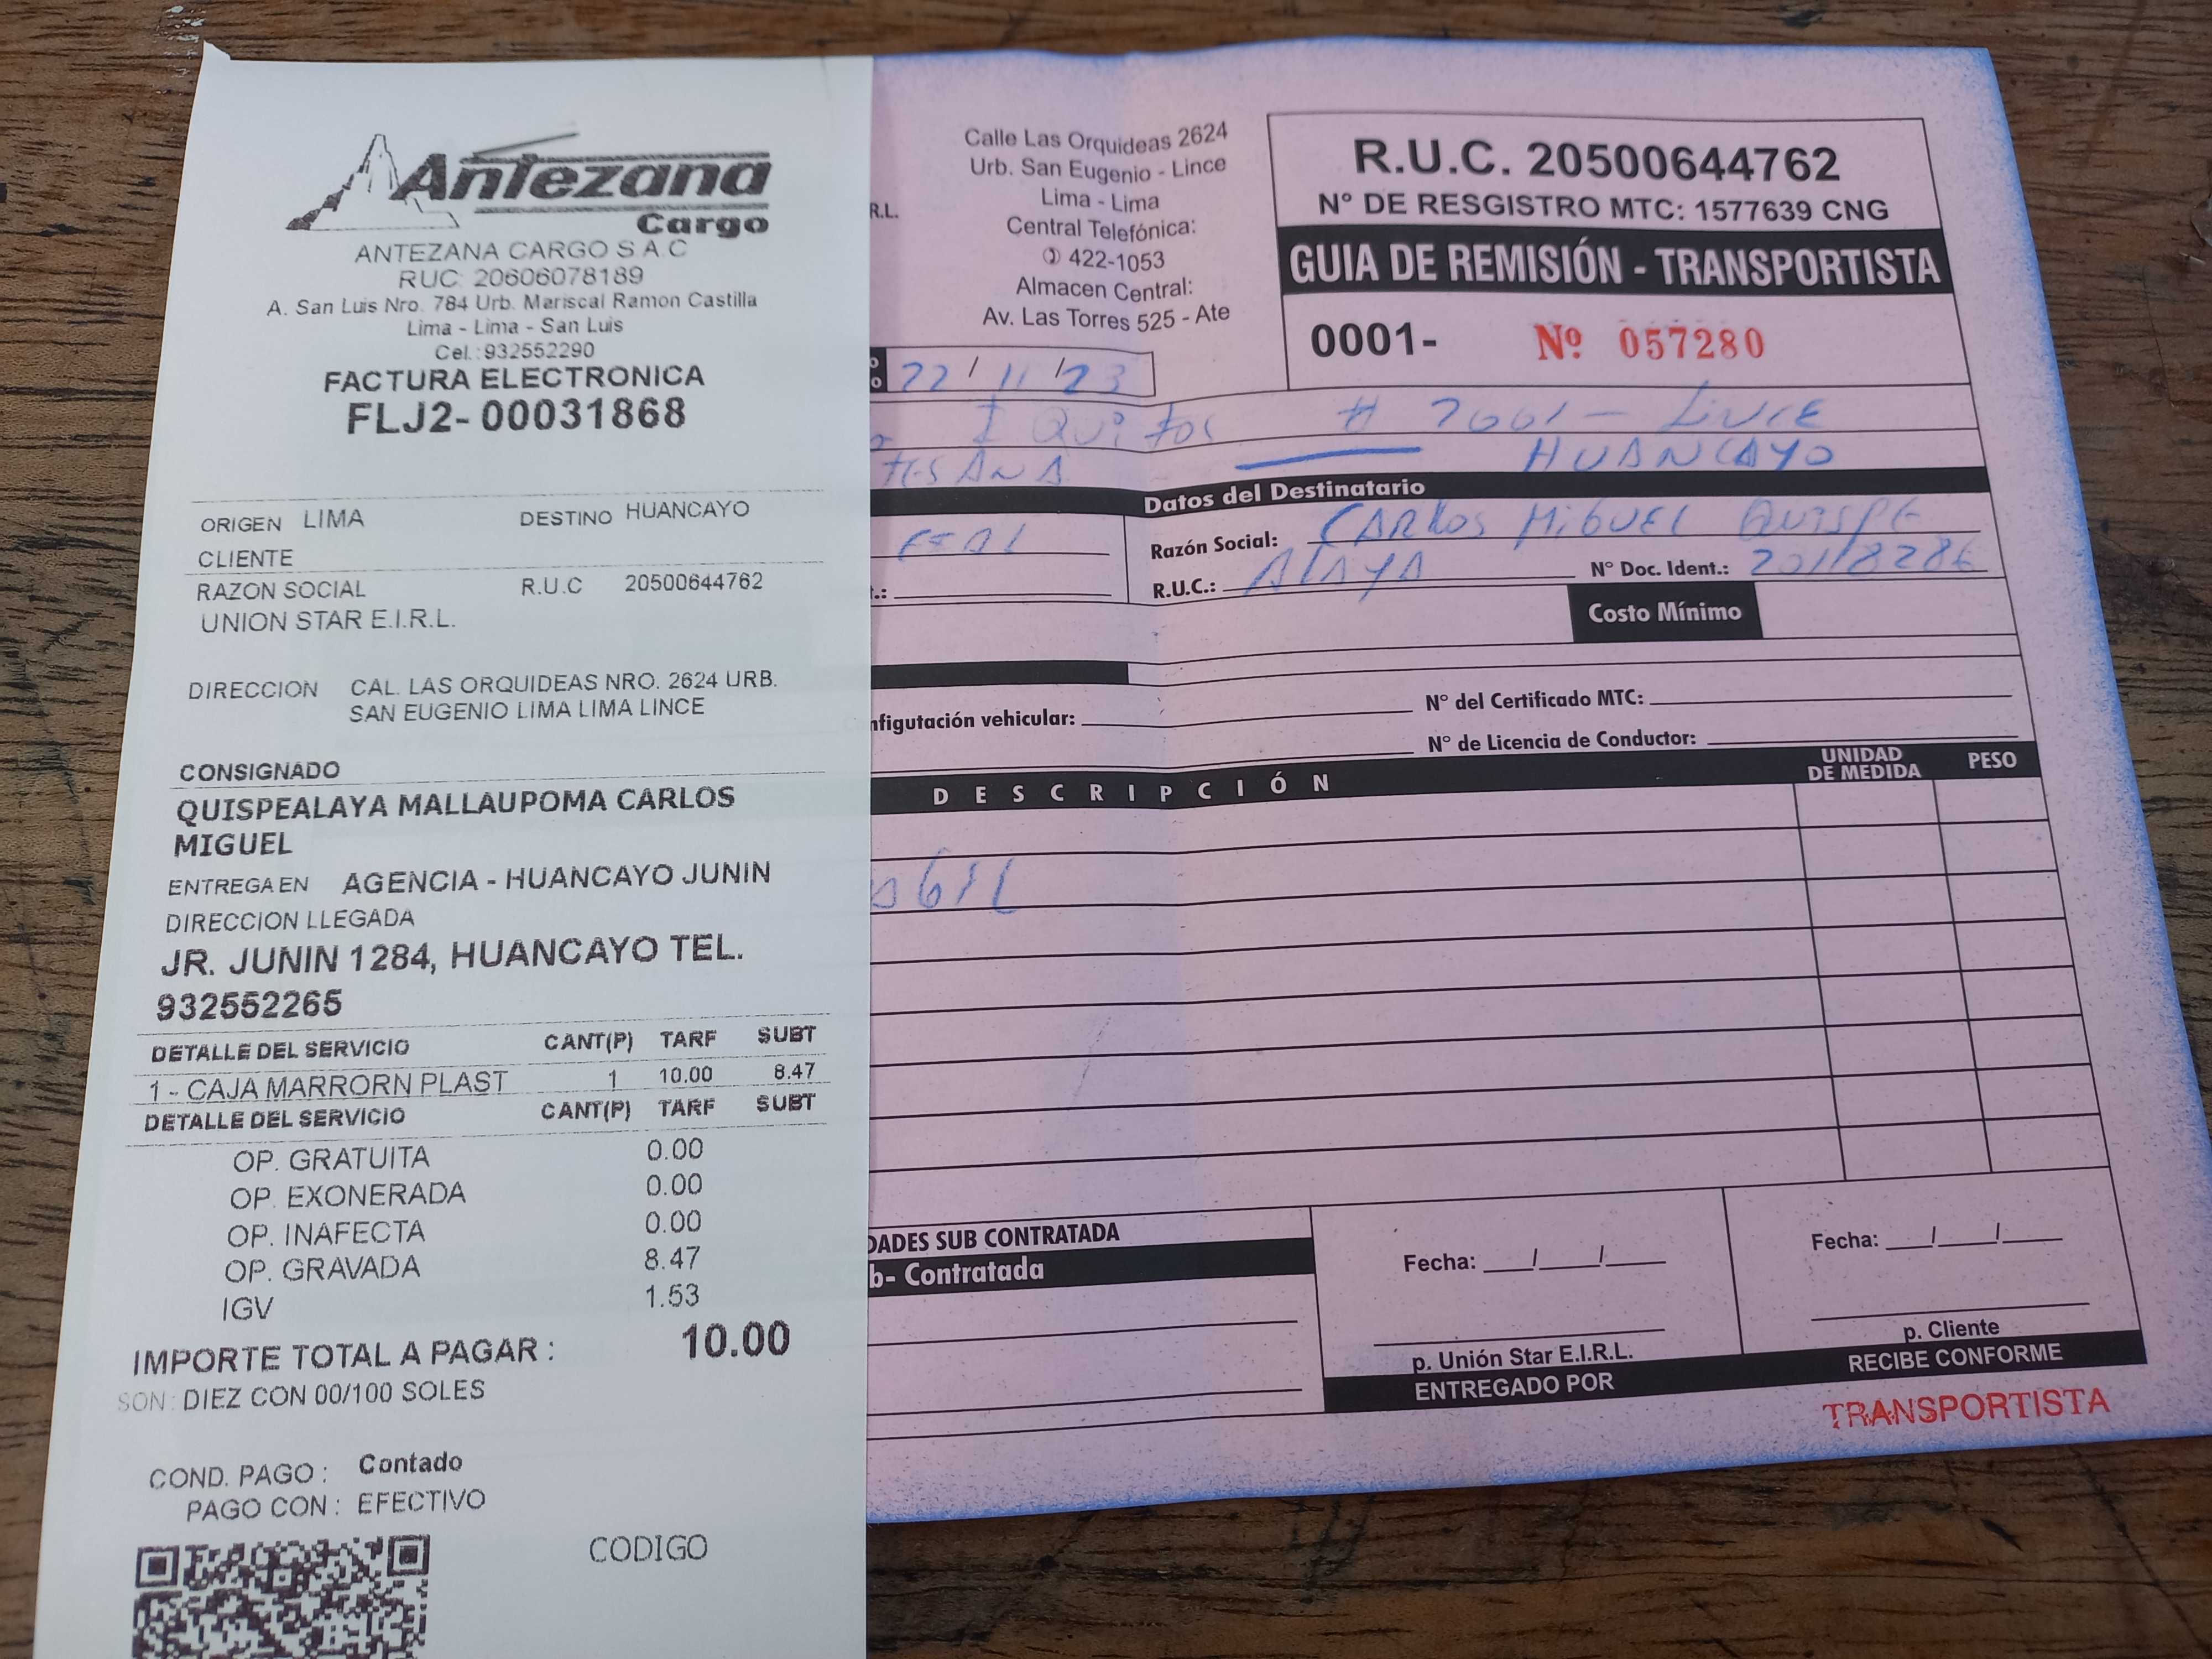 Antezana
Cargo
ANTEZANA CARGO S.A.C
RUC: 20606078189
A. San Luis Nro. 784 Urb. Mariscal Ramon Castilla
Lima - Lima - San Luis
Cel.:932552290
FACTURA ELECTRONICA
FLJ2- 00031868
ORIGEN LIMA DESTINO HUANCAYO
CLIENTE
RAZON SOCIAL R.U.C 20500644762
UNION STAR E.I.R.L.
DIRECCION CAL. LAS ORQUIDEAS NRO. 2624 URB.
SAN EUGENIO LIMA LIMA LINCE
CONSIGNADO
QUISPEALAYA MALLAUPOMA CARLOS
MIGUEL
ENTREGA EN AGENCIA - HUANCAYO JUNIN
DIRECCION LLEGADA
JR. JUNIN 1284, HUANCAYO TEL.
932552265
DETALLE DEL SERVICIO CANT(P) TARF SUBT
1 - CAJA MARRORN PLAST 1 10.00 8.47
DETALLE DEL SERVICIO CANT(P) TARF SUBT
OP. GRATUITA 0.00
OP. EXONERADA 0.00
OP. INAFECTA 0.00
OP. GRAVADA 8.47
IGV 1.53
IMPORTE TOTAL A PAGAR : 10.00
SON : DIEZ CON 00/100 SOLES
COND. PAGO : Contado
PAGO CON : EFECTIVO
CODIGO
R.L.
Calle Las Orquideas 2624
Urb. San Eugenio - Lince
Lima - Lima
Central Telefónica:
422-1053
Almacen Central:
Av. Las Torres 525 - Ate
R.U.C. 20500644762
N° DE RESGISTRO MTC: 1577639 CNG
GUIA DE REMISIÓN - TRANSPORTISTA
0001- Nº 057280
22/11/23
IQuitos # 2661 - LINCE
HUANCAYO
Datos del Destinatario
Razón Social: CARlos MiGUEL QUISPE
R.U.C.: AlAYA N° Doc. Ident.: 20118286
Costo Mínimo
nfigutación vehicular: N° del Certificado MTC:
N° de Licencia de Conductor:
DESCRIPCIÓN UNIDAD DE MEDIDA PESO
DADES SUB CONTRATADA
b- Contratada
Fecha: / / Fecha: / /
p. Unión Star E.I.R.L. p. Cliente
ENTREGADO POR RECIBE CONFORME
TRANSPORTISTA